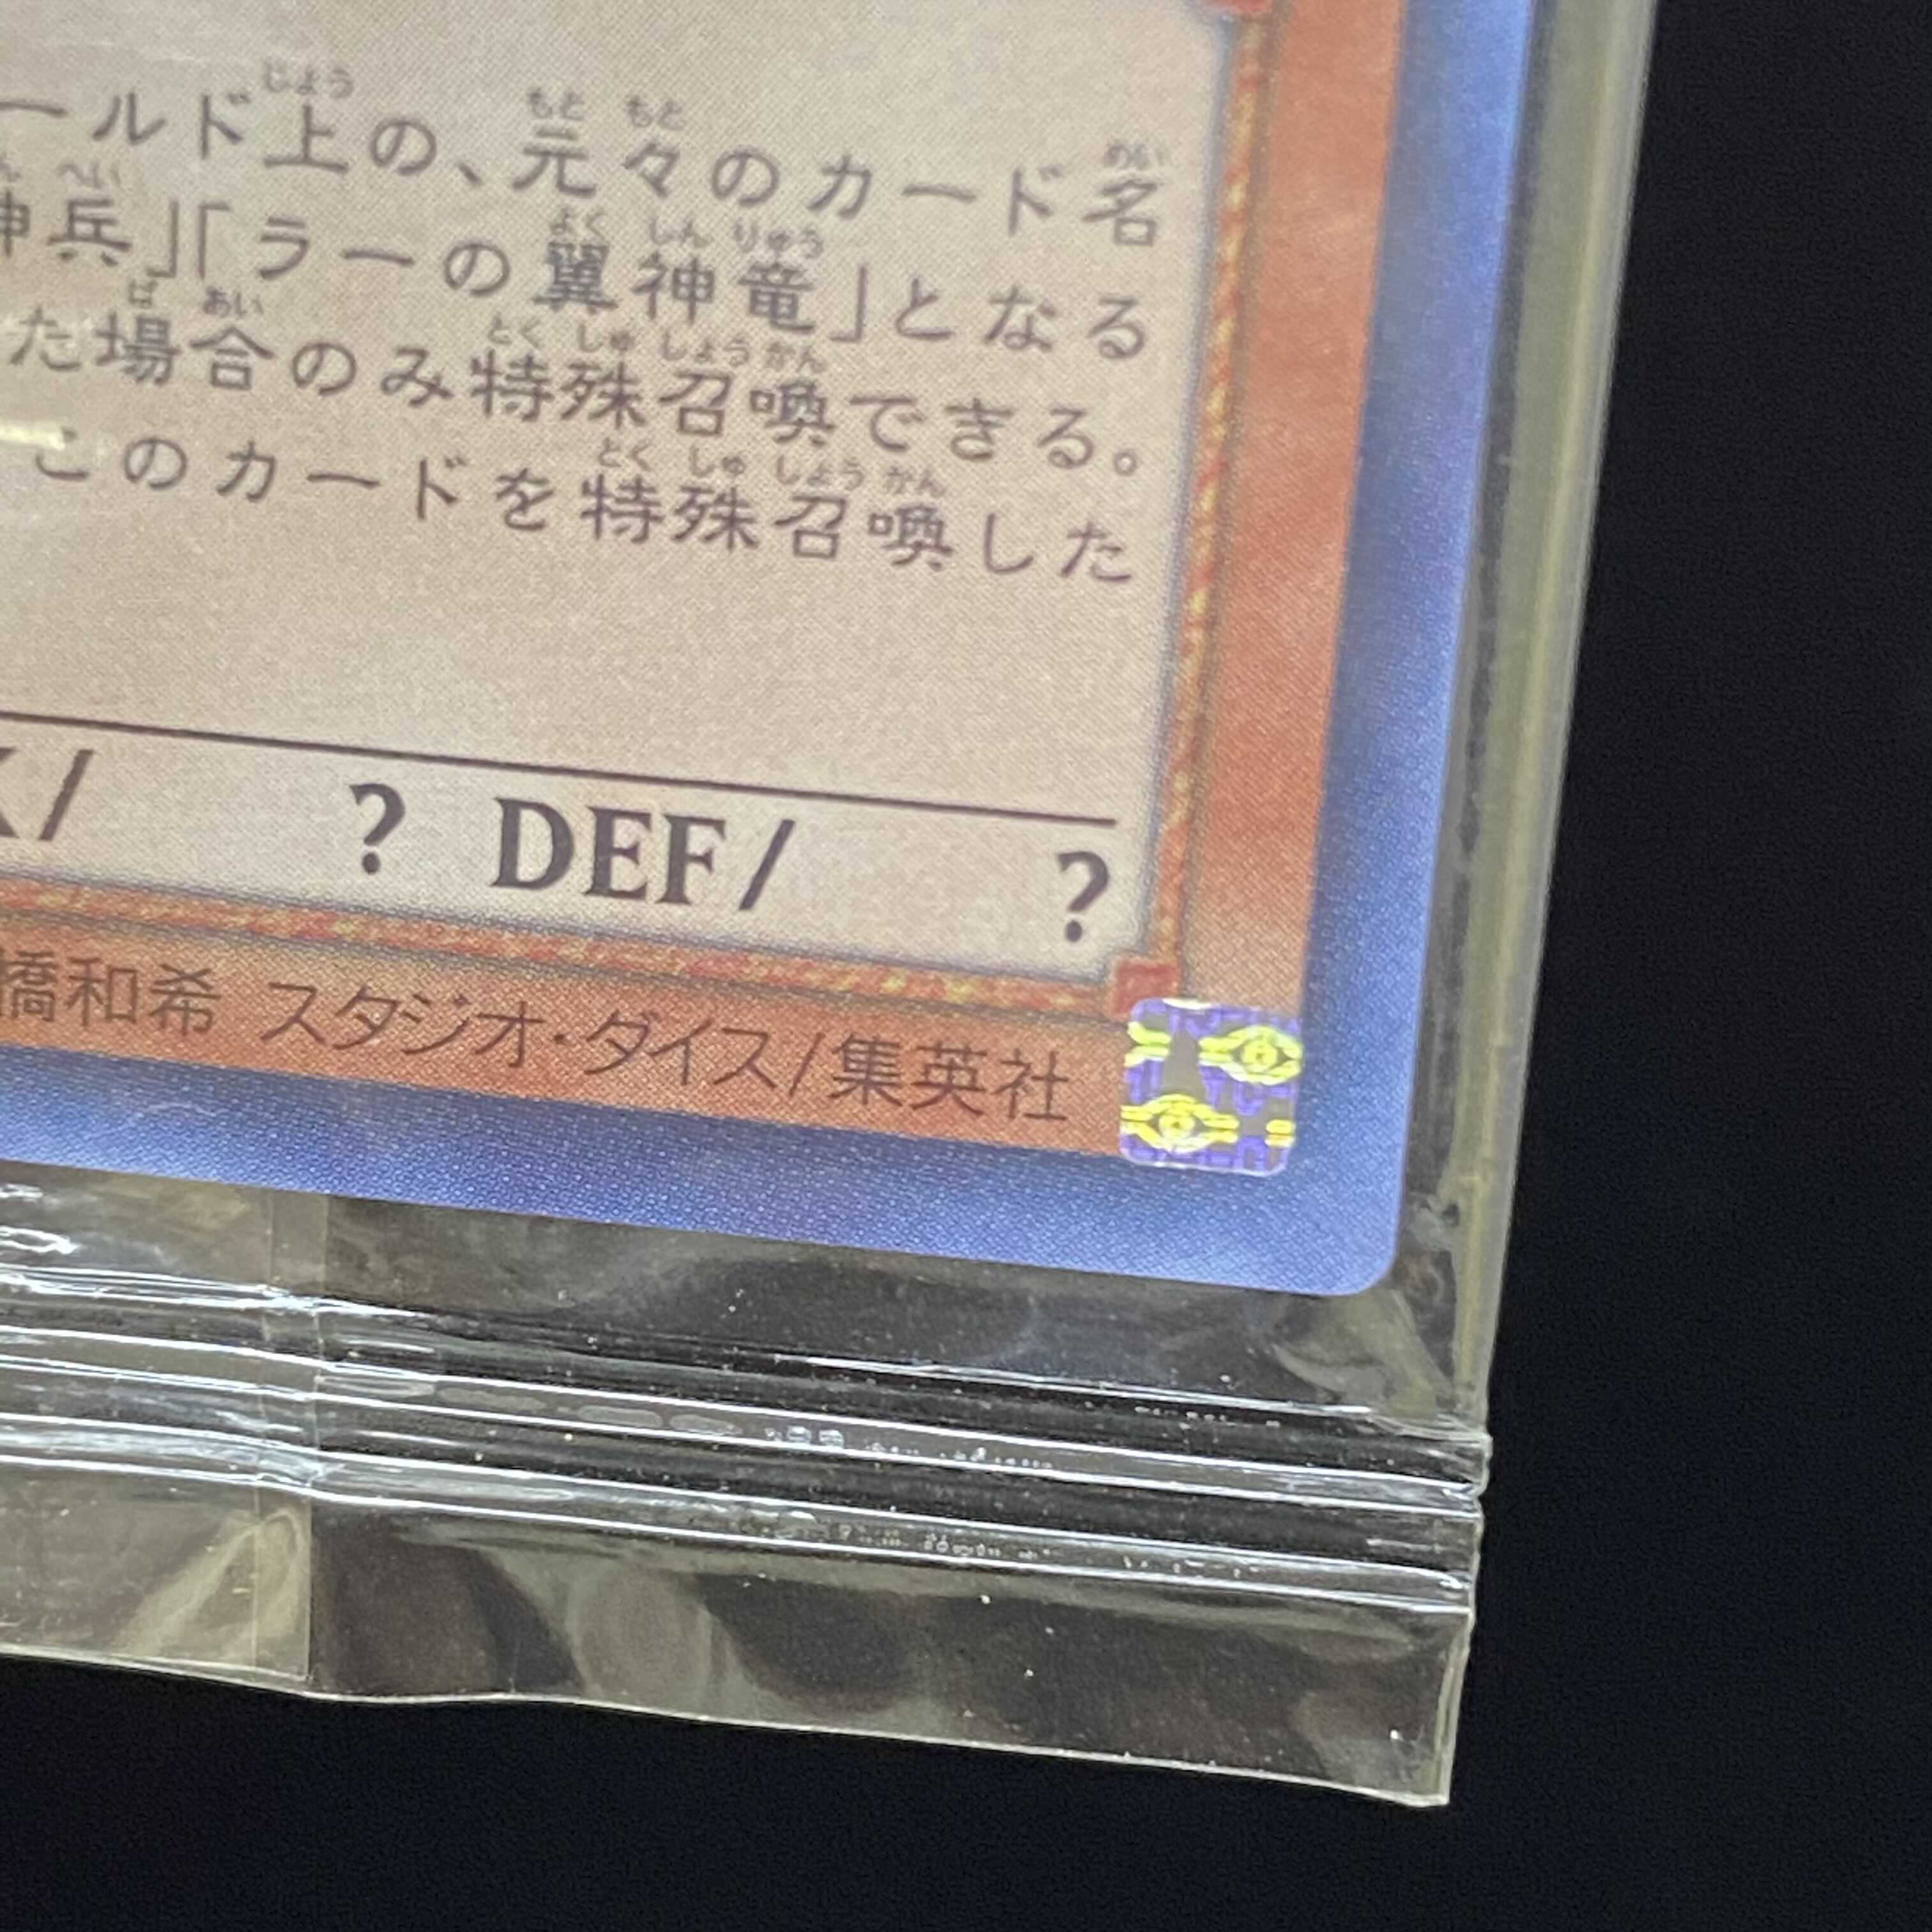 ールド上の、元々のカード名
神兵」「ラーの翼神竜」となる
た場合のみ特殊召喚できる。
このカードを特殊召喚した
K/ ? DEF/ ?
橋和希 スタジオ・ダイス/集英社